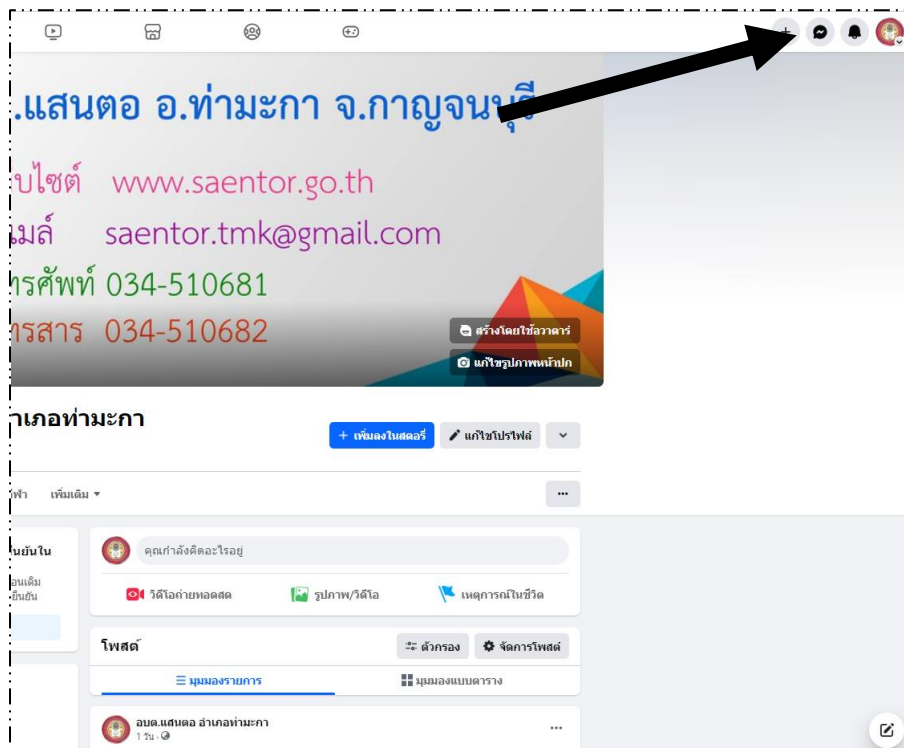 .แสนตอ อ.ท่ามะกา จ.กาญจนบุรี
บไซต์ www.saentor.go.th
เมล์ saentor.tmk@gmail.com
ทรศัพท์ 034-510681
ทรสาร 034-510682
สร้างโดยใช้อวาตาร์
แก้ไขรูปภาพหน้าปก
าเภอท่ามะกา
+ เพิ่มลงในสตอรี่
แก้ไขโปรไฟล์
เพิ่มเติม
คุณกำลังคิดอะไรอยู่
วิดีโอถ่ายทอดสด รูปภาพ/วิดีโอ เหตุการณ์ในชีวิต
โพสต์ ตัวกรอง จัดการโพสต์
มุมมองรายการ มุมมองแบบตาราง
อบต.แสนตอ อำเภอท่ามะกา
1 วัน ·